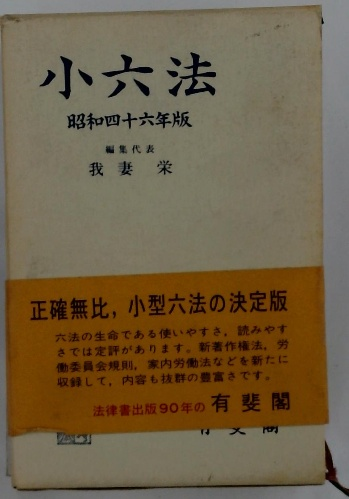 小六法
昭和四十六年版
編集代表
我妻 栄
正確無比，小型六法の決定版
六法の生命である使いやすさ，読みやす
さでは定評があります。新著作権法，労
働委員会規則，家内労働法などを新たに
収録して，内容も抜群の豊富さです。
法律書出版90年の 有斐閣
有斐閣